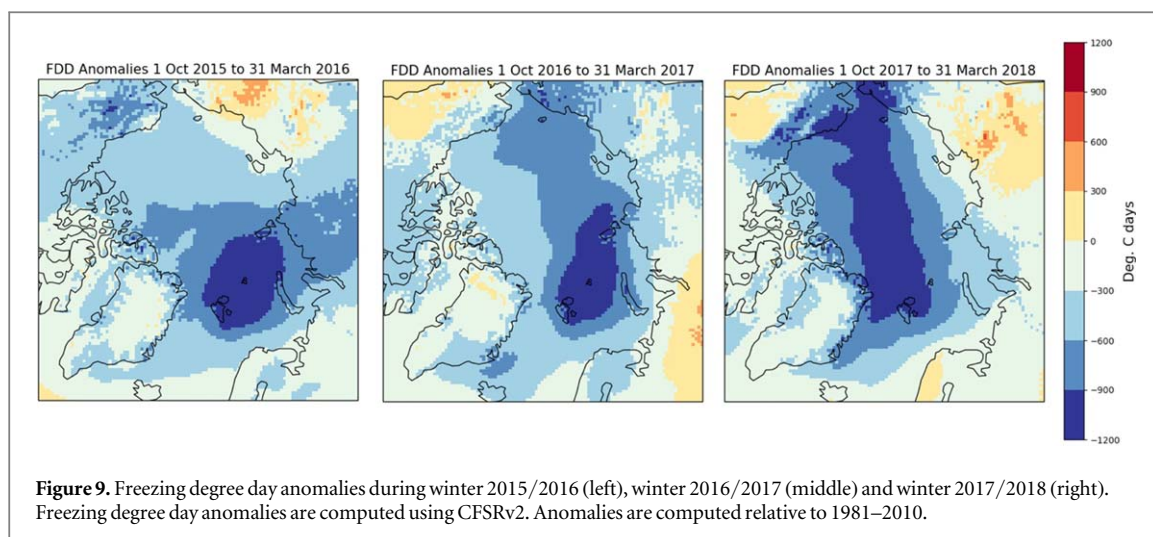 FDD Anomalies 1 Oct 2015 to 31 March 2016
FDD Anomalies 1 Oct 2016 to 31 March 2017
FDD Anomalies 1 Oct 2017 to 31 March 2018
1200
900
600
300
0
−300
−600
−900
−1200
Deg. C days
Figure 9. Freezing degree day anomalies during winter 2015/2016 (left), winter 2016/2017 (middle) and winter 2017/2018 (right).
Freezing degree day anomalies are computed using CFSRv2. Anomalies are computed relative to 1981–2010.